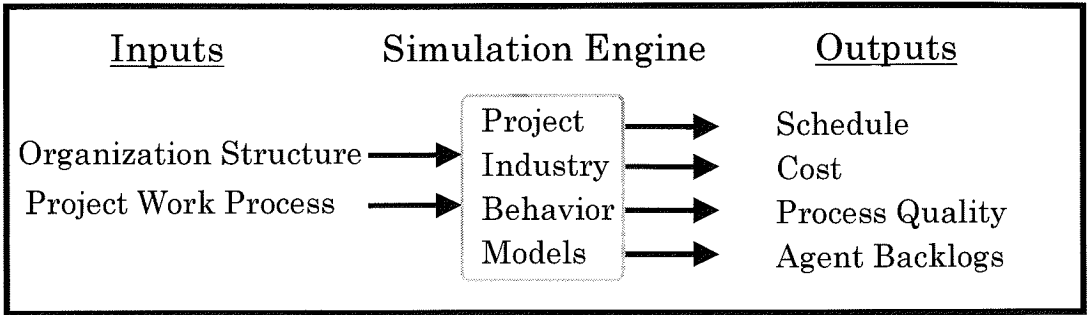 Inputs
Simulation Engine
Outputs
Organization Structure
Project Work Process
Project
Industry
Behavior
Models
Schedule
Cost
Process Quality
Agent Backlogs